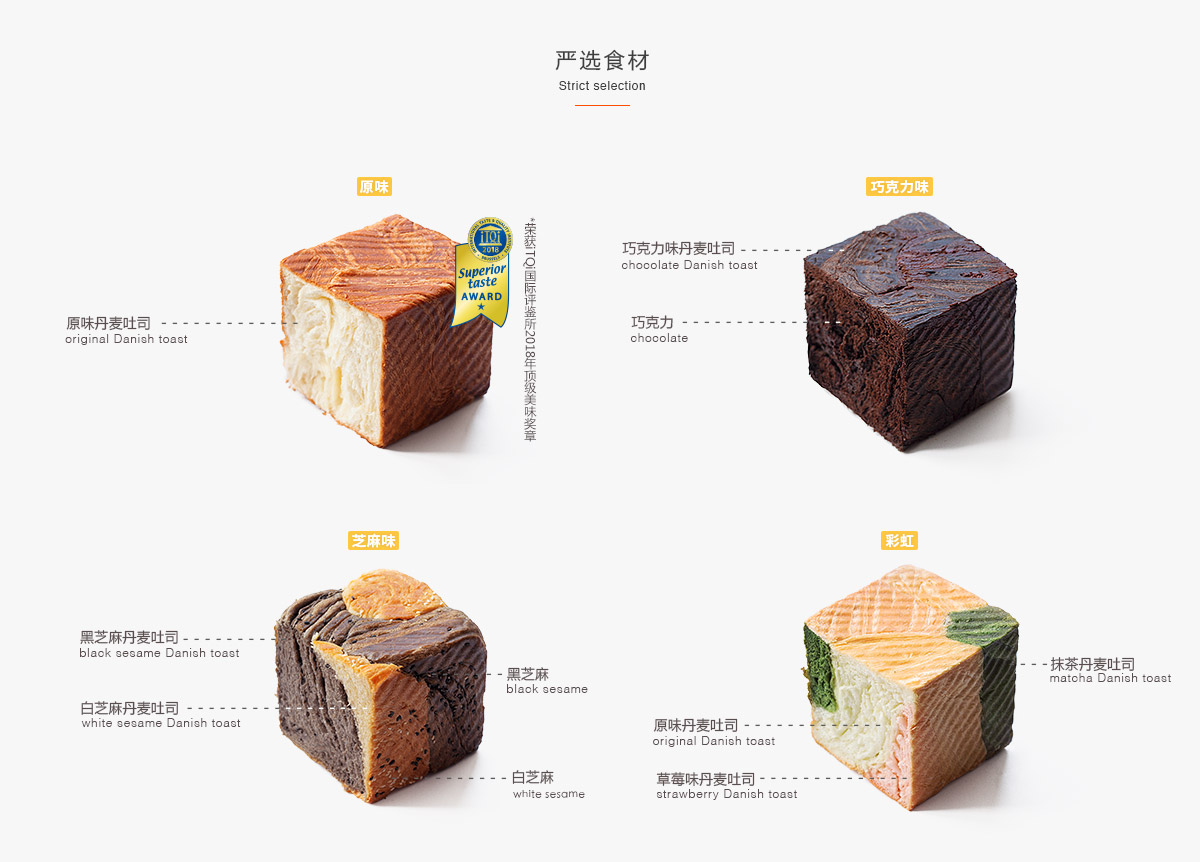 严选食材
Strict selection
原味
iTQi
2018
Superior
taste
AWARD
*荣获iTQi国际评鉴所2018年顶级美味奖章
原味丹麦吐司
original Danish toast
巧克力味
巧克力味丹麦吐司
chocolate Danish toast
巧克力
chocolate
芝麻味
黑芝麻丹麦吐司
black sesame Danish toast
白芝麻丹麦吐司
white sesame Danish toast
黑芝麻
black sesame
白芝麻
white sesame
彩虹
抹茶丹麦吐司
matcha Danish toast
原味丹麦吐司
original Danish toast
草莓味丹麦吐司
strawberry Danish toast